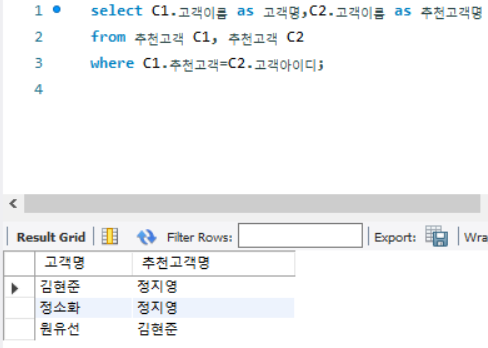 1 select C1.고객이름 as 고객명,C2.고객이름 as 추천고객명
2 from 추천고객 C1, 추천고객 C2
3 where C1.추천고객=C2.고객아이디;
4
Result Grid Filter Rows: Export: Wra
고객명 추천고객명
김현준 정지영
정소화 정지영
원유선 김현준